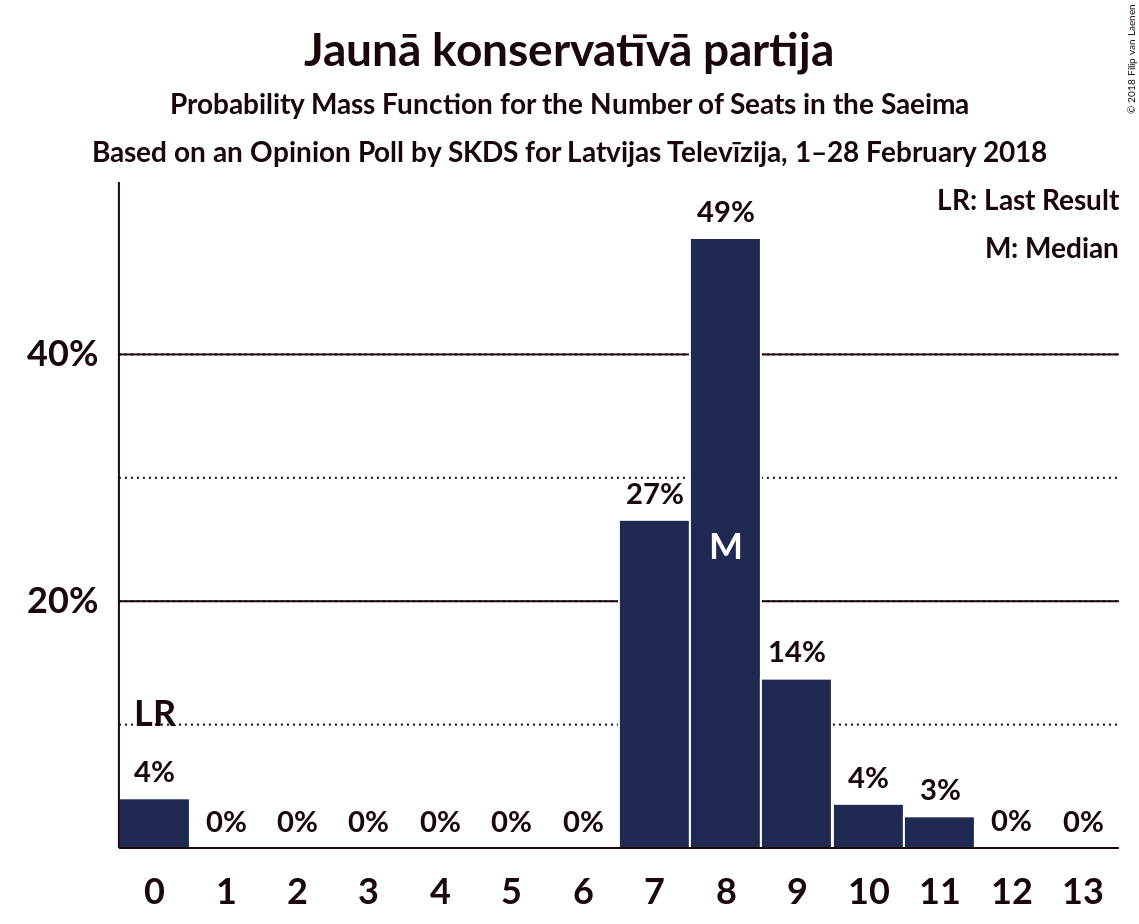 Jaunā konservatīvā partija
Probability Mass Function for the Number of Seats in the Saeima
Based on an Opinion Poll by SKDS for Latvijas Televīzija, 1–28 February 2018
© 2018 Filip van Laenen
LR: Last Result
M: Median
49%
40%
27%
M
20%
14%
LR
4%
0%
0%
0%
0%
0%
0%
4%
3%
0%
0%
0 1 2 3 4 5 6 7 8 9 10 11 12 13